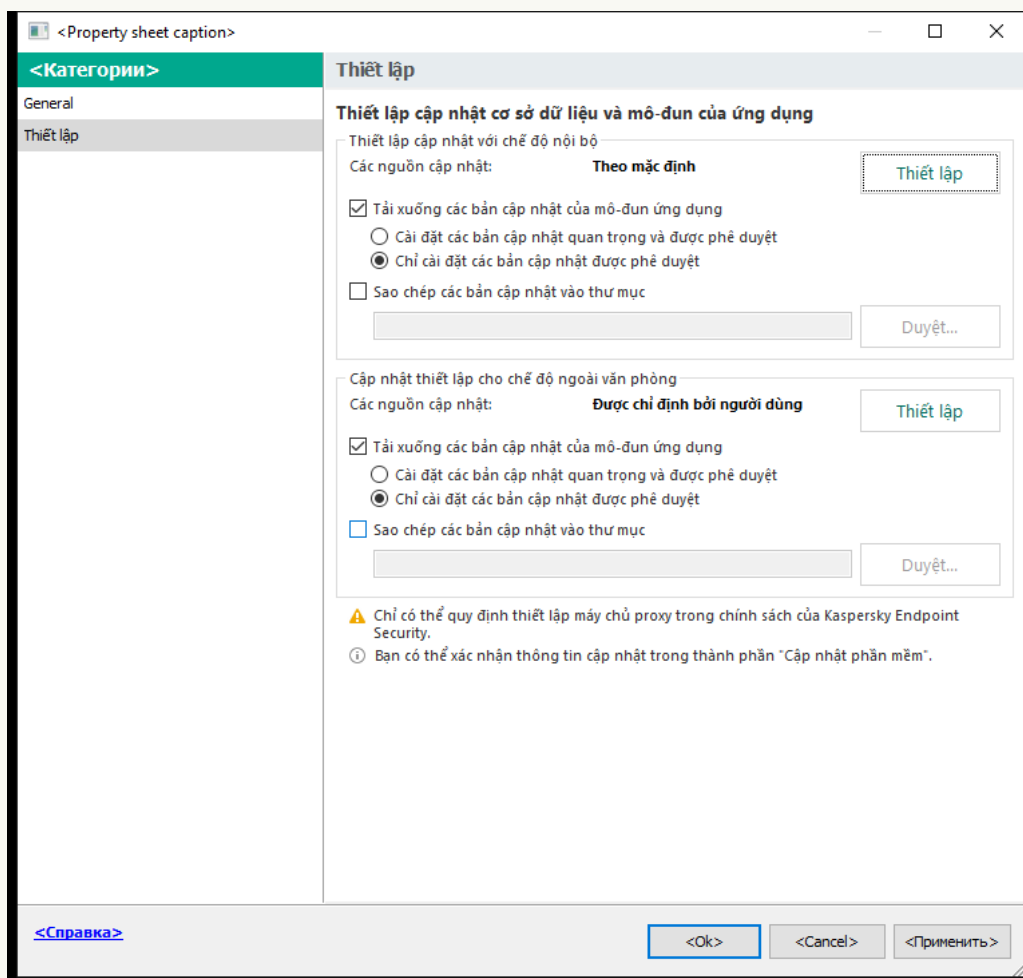 <Property sheet caption>
<Категории>
General
Thiết lập
Thiết lập
Thiết lập cập nhật cơ sở dữ liệu và mô-đun của ứng dụng
Thiết lập cập nhật với chế độ nội bộ
Các nguồn cập nhật: Theo mặc định Thiết lập
Tải xuống các bản cập nhật của mô-đun ứng dụng
Cài đặt các bản cập nhật quan trọng và được phê duyệt
Chỉ cài đặt các bản cập nhật được phê duyệt
Sao chép các bản cập nhật vào thư mục
Duyệt...
Cập nhật thiết lập cho chế độ ngoài văn phòng
Các nguồn cập nhật: Được chỉ định bởi người dùng Thiết lập
Tải xuống các bản cập nhật của mô-đun ứng dụng
Cài đặt các bản cập nhật quan trọng và được phê duyệt
Chỉ cài đặt các bản cập nhật được phê duyệt
Sao chép các bản cập nhật vào thư mục
Duyệt...
Chỉ có thể quy định thiết lập máy chủ proxy trong chính sách của Kaspersky Endpoint
Security.
Bạn có thể xác nhận thông tin cập nhật trong thành phần "Cập nhật phần mềm".
<Справка> <Ok> <Cancel> <Применить>